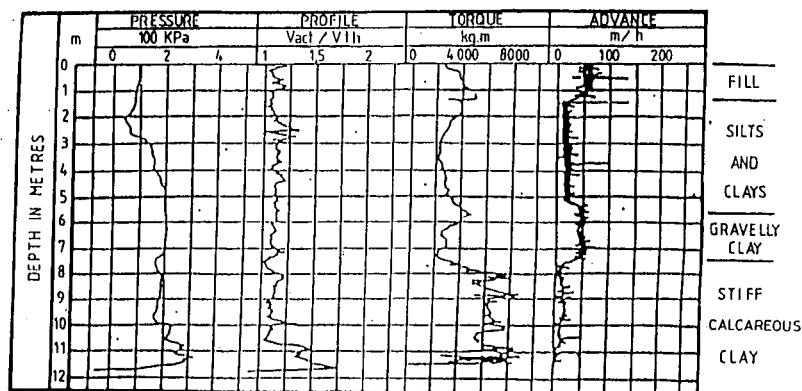 PRESSURE PROFILE TORQUE ADVANCE
m 100 KPa Vact / Vth kg.m m/h
0 2 4 1 1,5 2 0 4 000 8000 0 100 200
DEPTH IN METRES
0
1
2
3
4
5
6
7
8
9
10
11
12
FILL
SILTS
AND
CLAYS
GRAVELLY
CLAY
STIFF
CALCAREOUS
CLAY